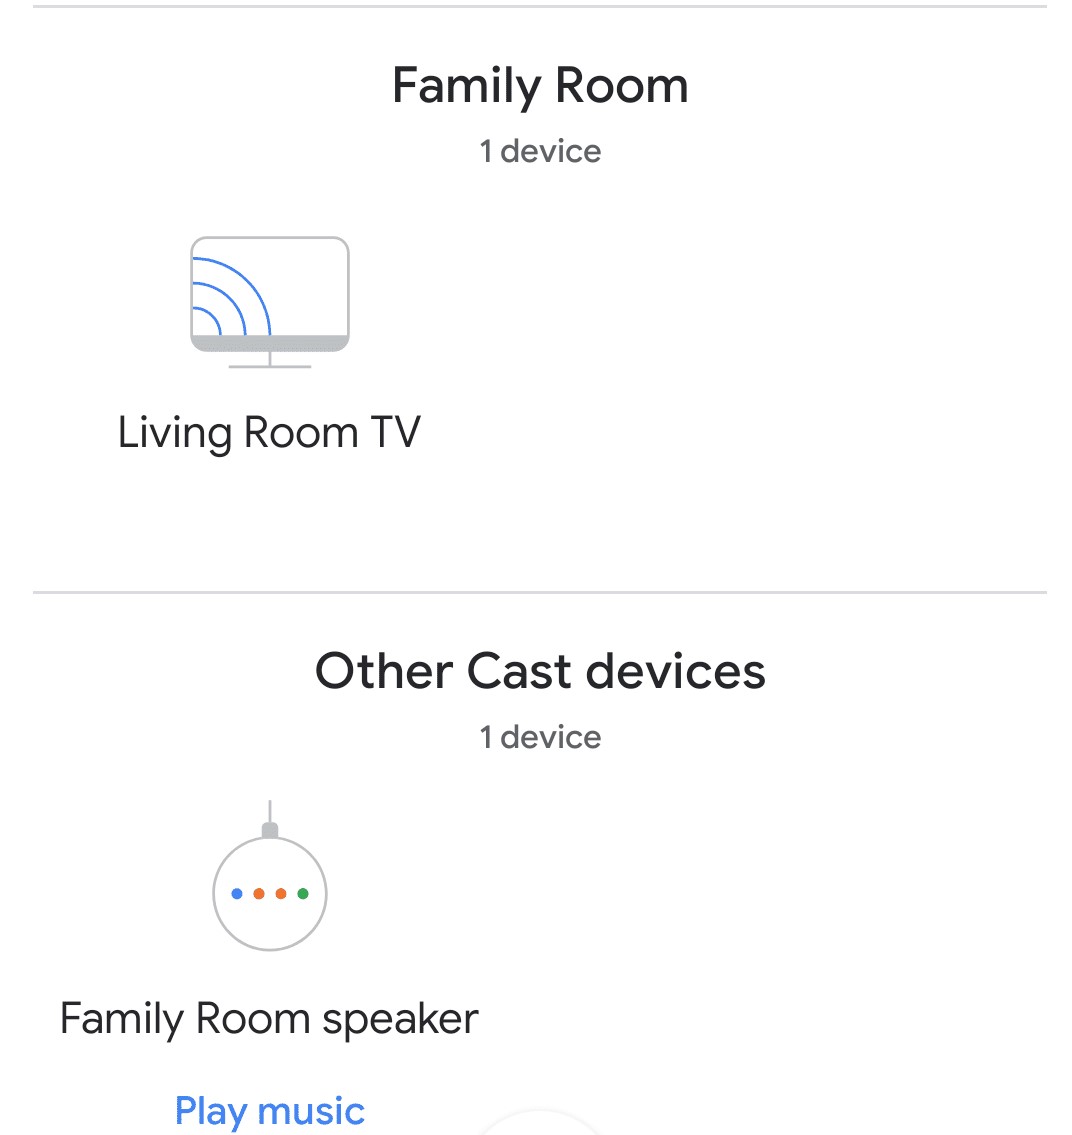 Family Room
1 device
Living Room TV
Other Cast devices
1 device
Family Room speaker
Play music